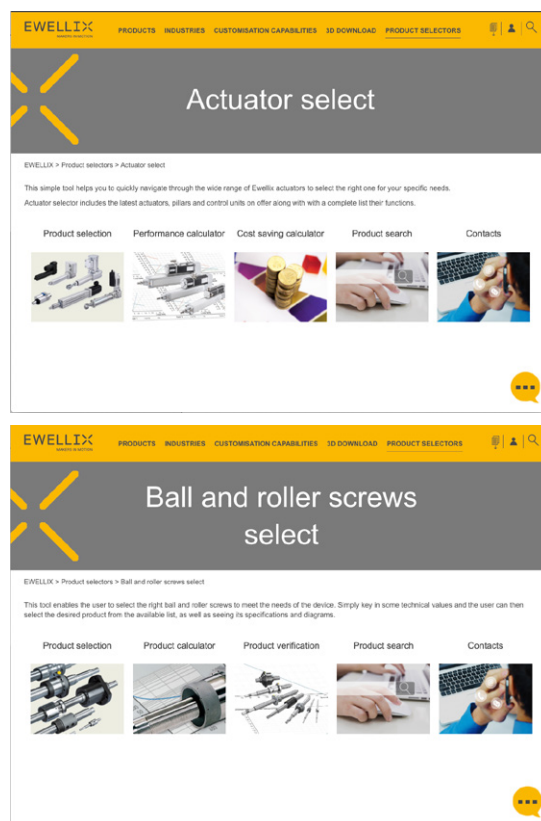 EWELLIX
MAKERS IN MOTION
PRODUCTS INDUSTRIES CUSTOMISATION CAPABILITIES 3D DOWNLOAD PRODUCT SELECTORS
Actuator select
EWELLIX > Product selectors > Actuator select
This simple tool helps you to quickly navigate through the wide range of Ewellix actuators to select the right one for your specific needs.
Actuator selector includes the latest actuators, pillars and control units on offer along with with a complete list their functions.
Product selection Performance calculator Cost saving calculator Product search Contacts
EWELLIX
MAKERS IN MOTION
PRODUCTS INDUSTRIES CUSTOMISATION CAPABILITIES 3D DOWNLOAD PRODUCT SELECTORS
Ball and roller screws
select
EWELLIX > Product selectors > Ball and roller screws select
This tool enables the user to select the right ball and roller screws to meet the needs of the device. Simply key in some technical values and the user can then
select the desired product from the available list, as well as seeing its specifications and diagrams.
Product selection Product calculator Product verification Product search Contacts